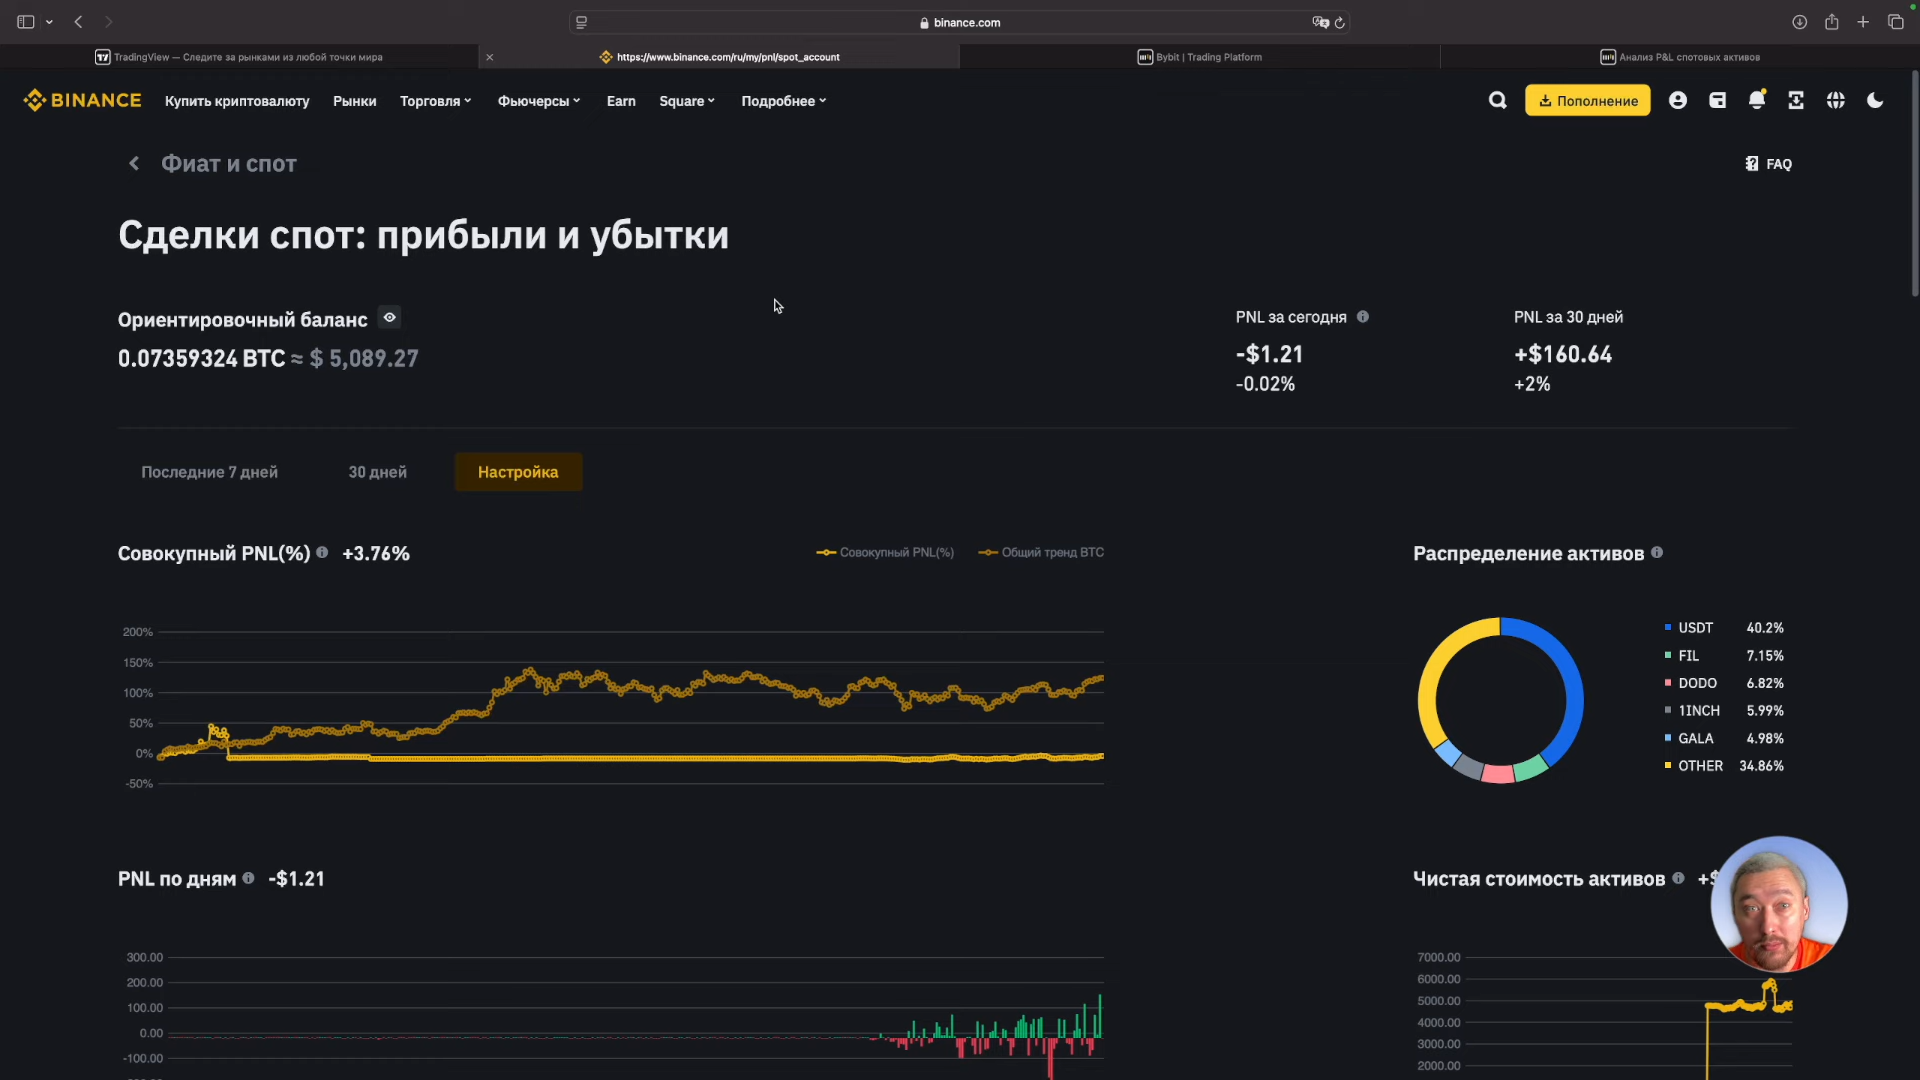 binance.com
TradingView — Следите за рынками из любой точки мира
https://www.binance.com/ru/my/pnl/spot_account
Bybit | Trading Platform
Анализ P&L спотовых активов
BINANCE
Купить криптовалюту
Рынки
Торговля
Фьючерсы
Earn
Square
Подробнее
Пополнение
Фиат и спот
FAQ
Сделки спот: прибыли и убытки
Ориентировочный баланс
0.07359324 BTC ≈ $ 5,089.27
PNL за сегодня
-$1.21
-0.02%
PNL за 30 дней
+$160.64
+2%
Последние 7 дней
30 дней
Настройка
Совокупный PNL(%) +3.76%
Совокупный PNL(%)
Общий тренд BTC
200%
150%
100%
50%
0%
-50%
Распределение активов
USDT 40.2%
FIL 7.15%
DODO 6.82%
1INCH 5.99%
GALA 4.98%
OTHER 34.86%
PNL по дням -$1.21
300.00
200.00
100.00
0.00
-100.00
Чистая стоимость активов +$
7000.00
6000.00
5000.00
4000.00
3000.00
2000.00